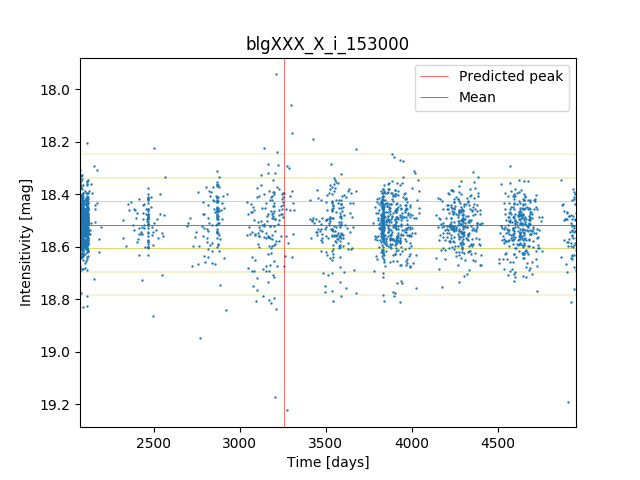 blgXXX_X_i_153000
Predicted peak
Mean
Intensitivity [mag]
18.0
18.2
18.4
18.6
18.8
19.0
19.2
2500
3000
3500
4000
4500
Time [days]